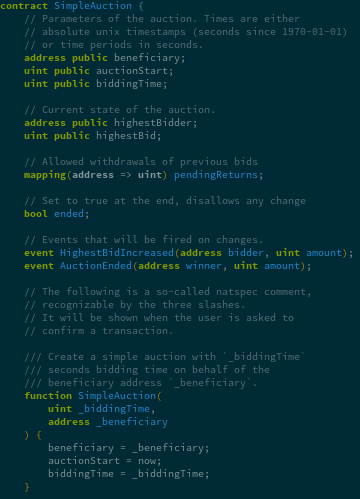 contract SimpleAuction {
    // Parameters of the auction. Times are either
    // absolute unix timestamps (seconds since 1970-01-01)
    // or time periods in seconds.
    address public beneficiary;
    uint public auctionStart;
    uint public biddingTime;

    // Current state of the auction.
    address public highestBidder;
    uint public highestBid;

    // Allowed withdrawals of previous bids
    mapping(address => uint) pendingReturns;

    // Set to true at the end, disallows any change
    bool ended;

    // Events that will be fired on changes.
    event HighestBidIncreased(address bidder, uint amount);
    event AuctionEnded(address winner, uint amount);

    // The following is a so-called natspec comment,
    // recognizable by the three slashes.
    // It will be shown when the user is asked to
    // confirm a transaction.

    /// Create a simple auction with `_biddingTime`
    /// seconds bidding time on behalf of the
    /// beneficiary address `_beneficiary`.
    function SimpleAuction(
        uint _biddingTime,
        address _beneficiary
    ) {
        beneficiary = _beneficiary;
        auctionStart = now;
        biddingTime = _biddingTime;
    }